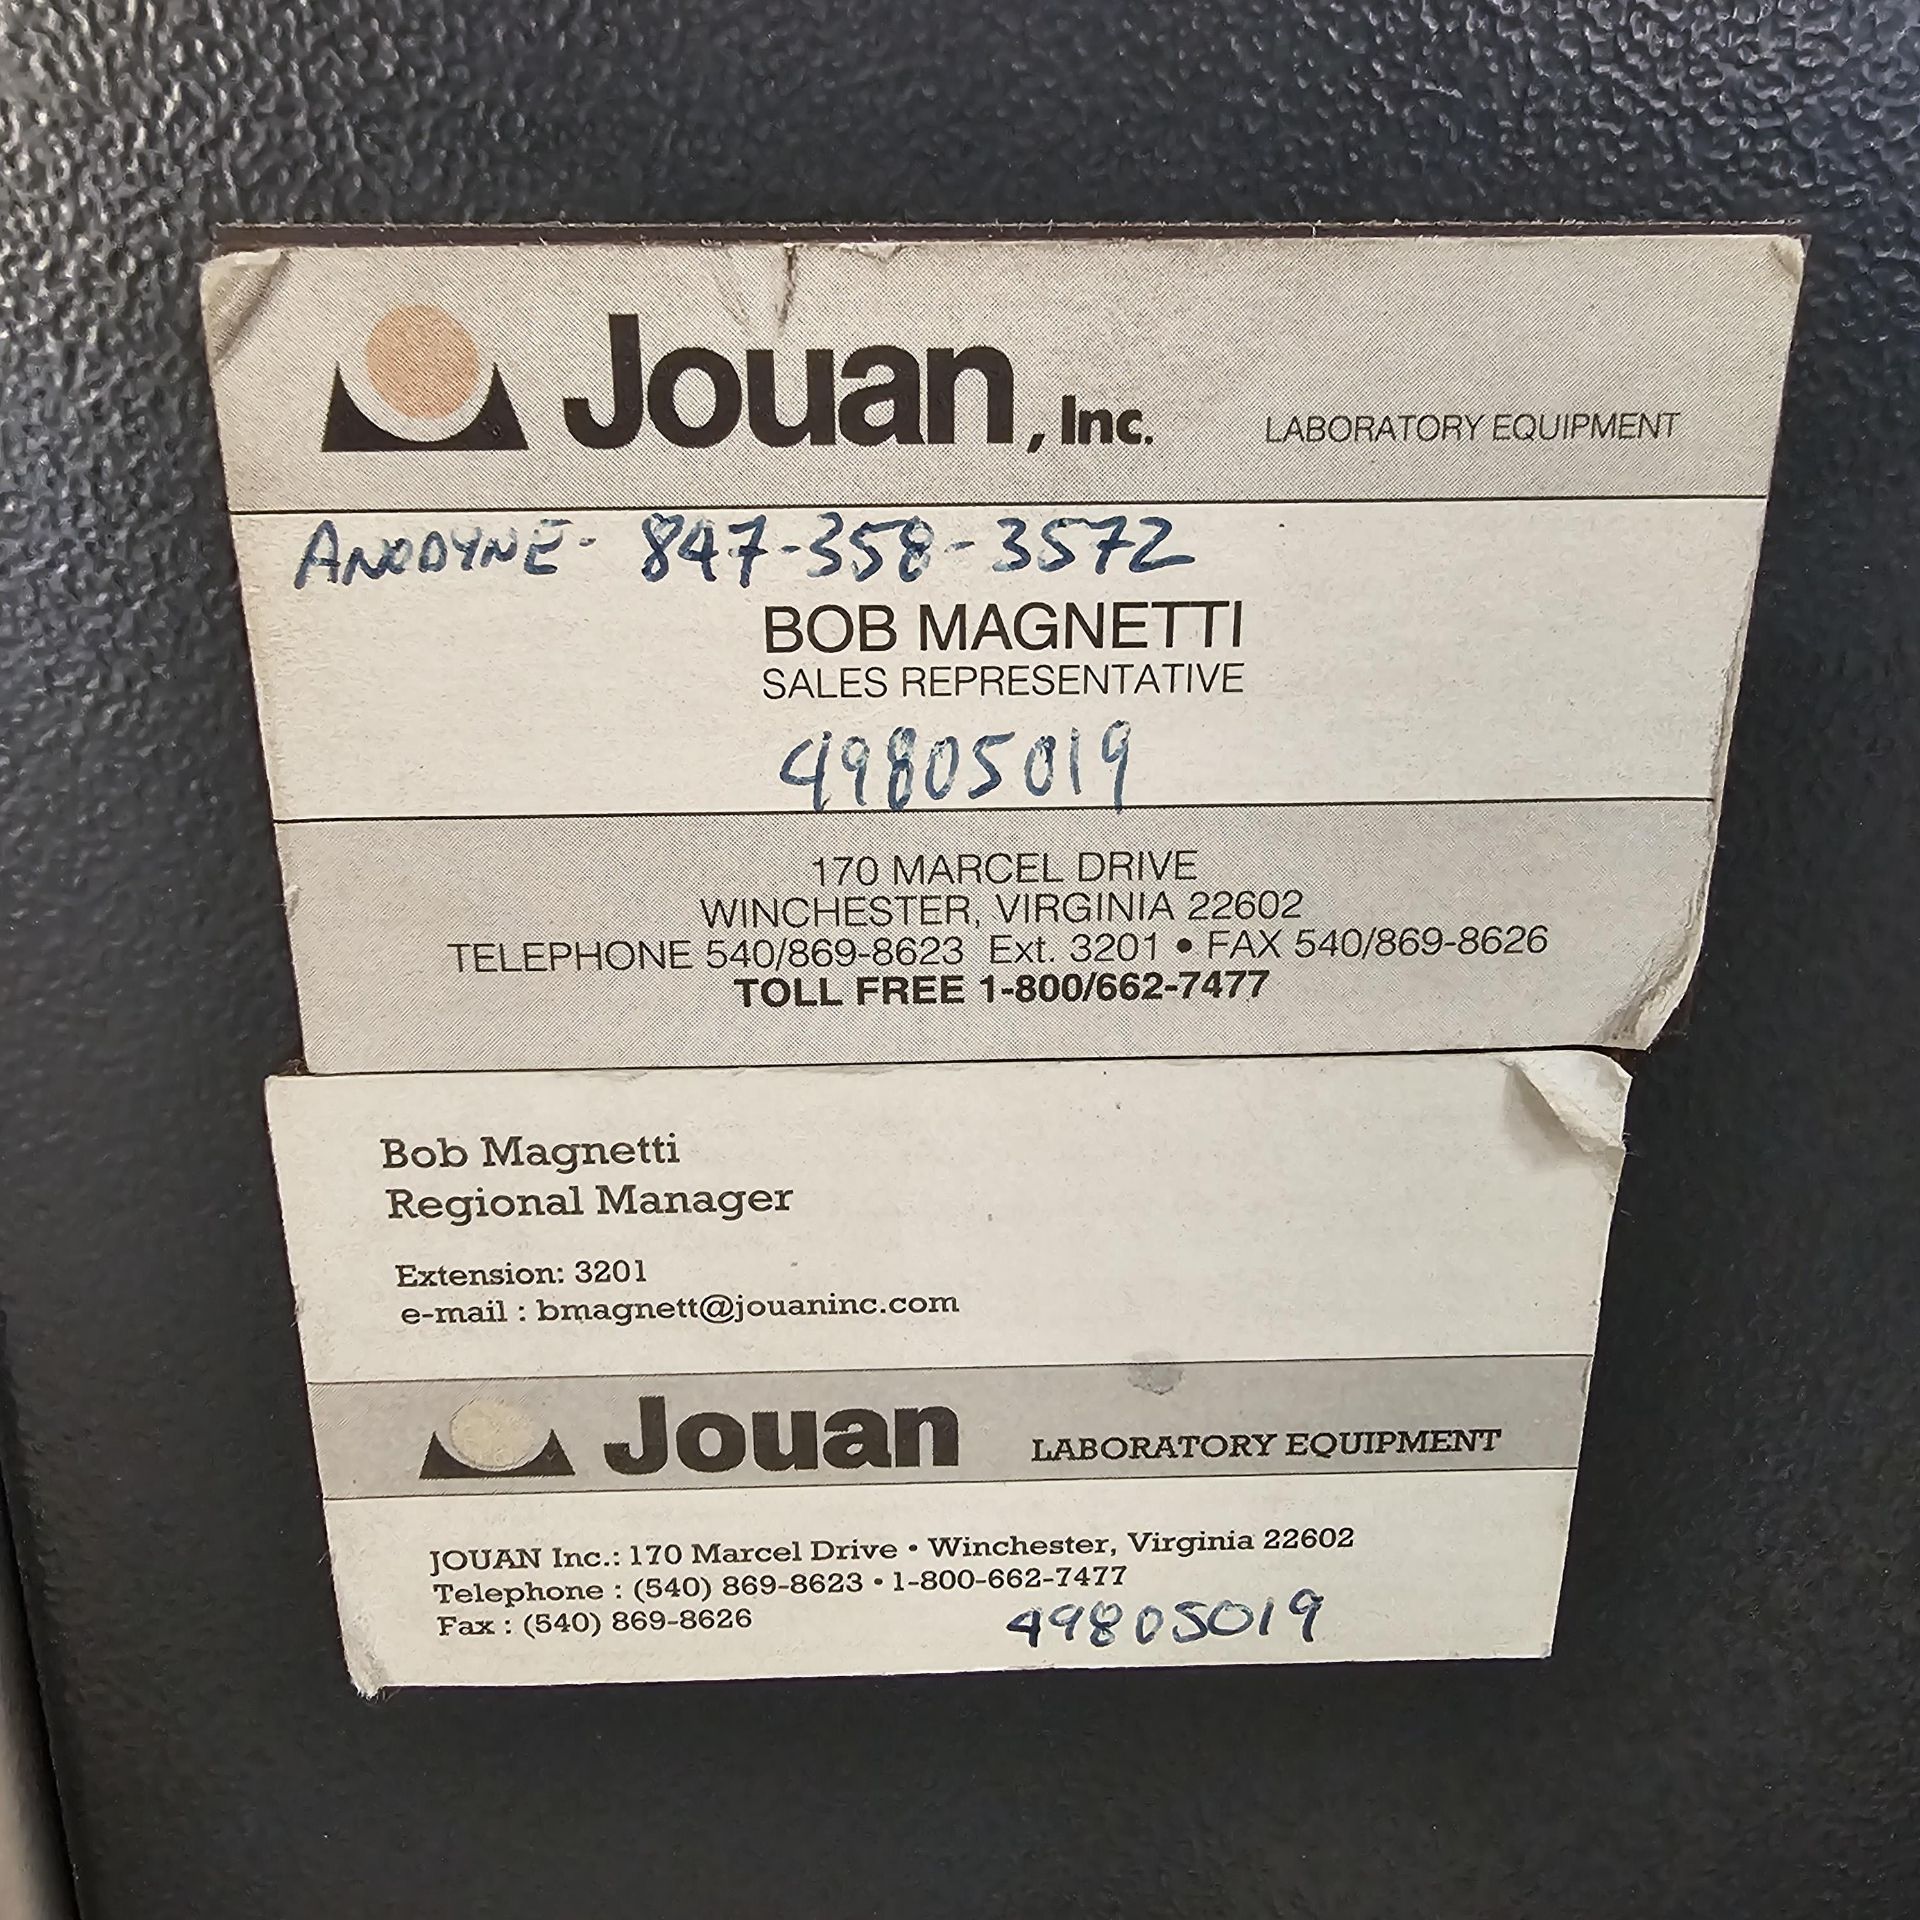 Jouan, Inc. LABORATORY EQUIPMENT
ANODYNE- 847-358-3572
BOB MAGNETTI
SALES REPRESENTATIVE
49805019
170 MARCEL DRIVE
WINCHESTER, VIRGINIA 22602
TELEPHONE 540/869-8623 Ext. 3201 • FAX 540/869-8626
TOLL FREE 1-800/662-7477
Bob Magnetti
Regional Manager
Extension: 3201
e-mail : bmagnett@jouaninc.com
Jouan LABORATORY EQUIPMENT
JOUAN Inc.: 170 Marcel Drive • Winchester, Virginia 22602
Telephone : (540) 869-8623 • 1-800-662-7477
Fax : (540) 869-8626 49805019